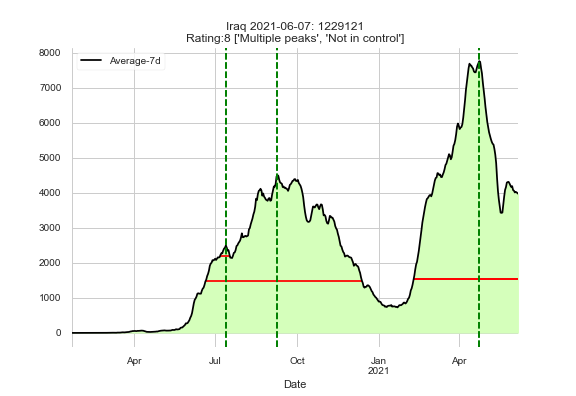 Iraq 2021-06-07: 1229121
Rating:8 ['Multiple peaks', 'Not in control']
Average-7d
8000
7000
6000
5000
4000
3000
2000
1000
0
Apr Jul Oct Jan Apr
2021
Date